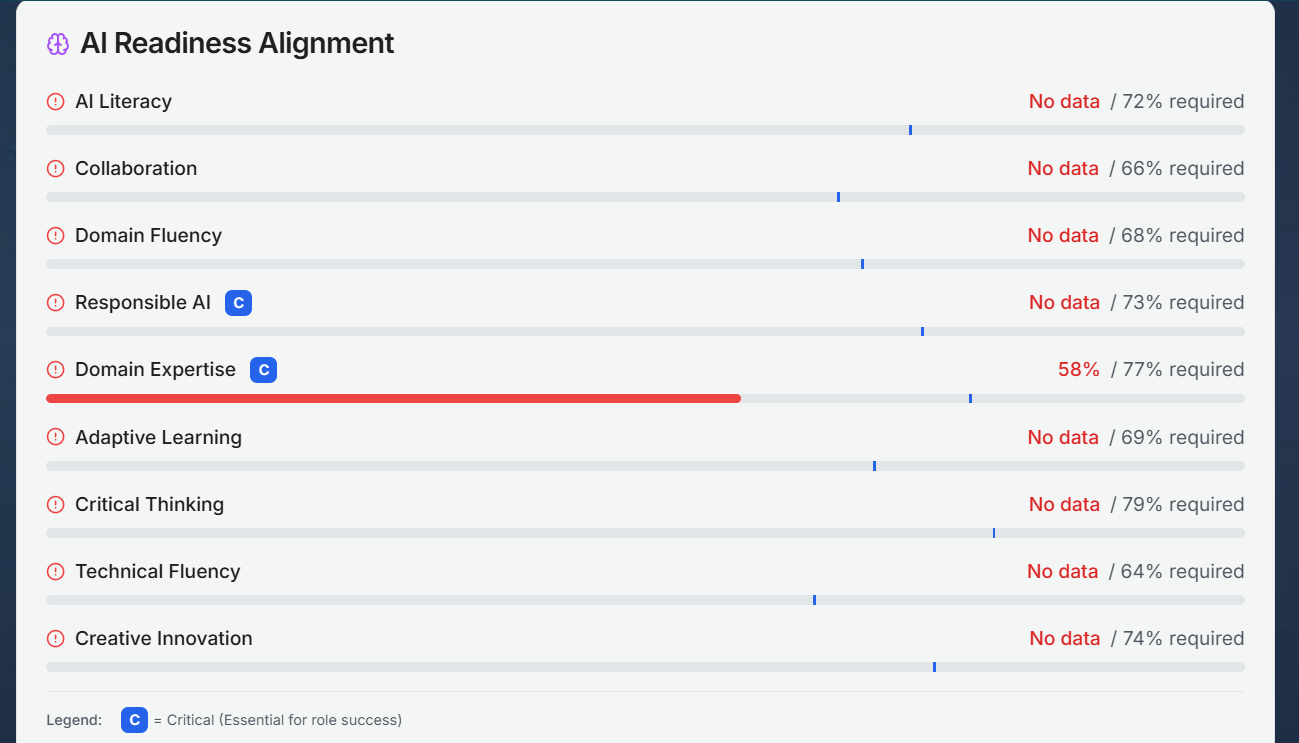 AI Readiness Alignment
AI Literacy No data / 72% required
Collaboration No data / 66% required
Domain Fluency No data / 68% required
Responsible AI C No data / 73% required
Domain Expertise C 58% / 77% required
Adaptive Learning No data / 69% required
Critical Thinking No data / 79% required
Technical Fluency No data / 64% required
Creative Innovation No data / 74% required
Legend: C = Critical (Essential for role success)